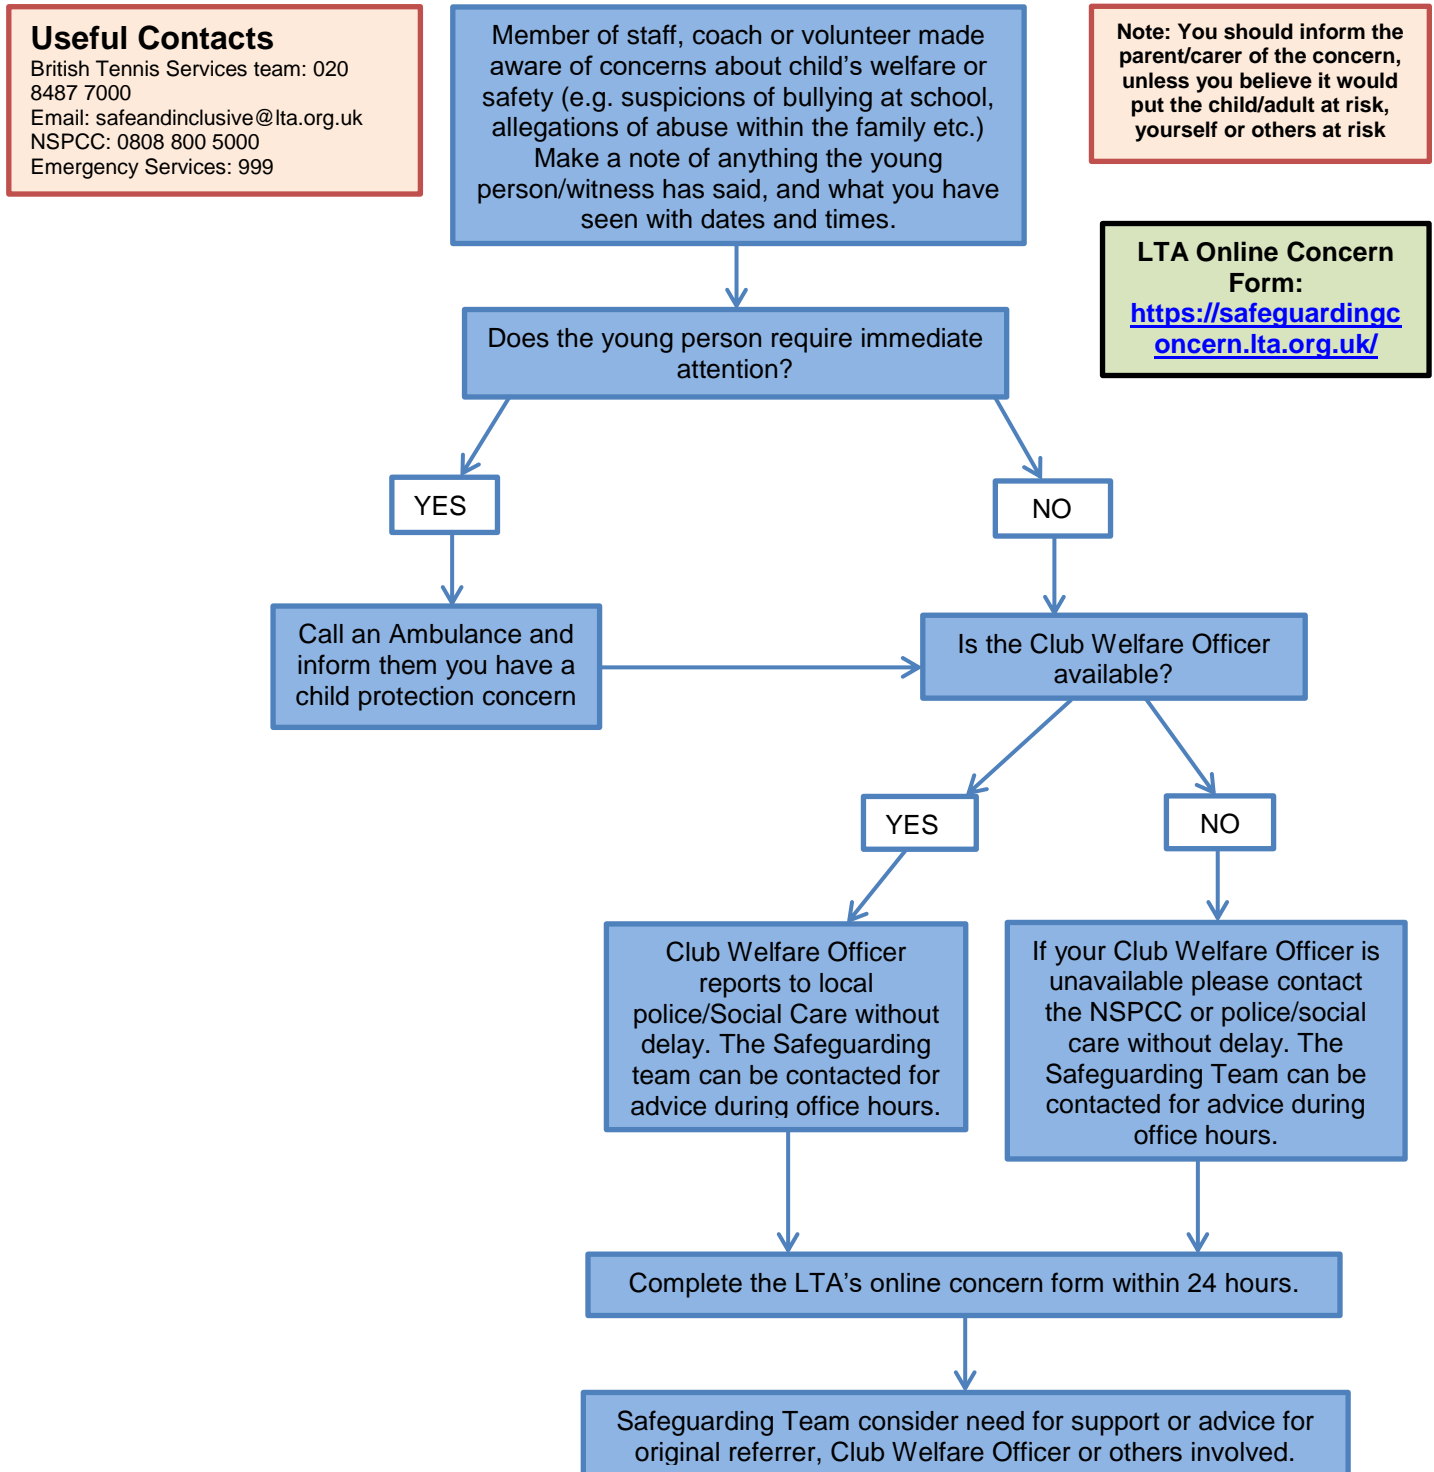 Useful Contacts
British Tennis Services team: 020
8487 7000
Email: safeandinclusive@lta.org.uk
NSPCC: 0808 800 5000
Emergency Services: 999
Member of staff, coach or volunteer made
aware of concerns about child’s welfare or
safety (e.g. suspicions of bullying at school,
allegations of abuse within the family etc.)
Make a note of anything the young
person/witness has said, and what you have
seen with dates and times.
Note: You should inform the
parent/carer of the concern,
unless you believe it would
put the child/adult at risk,
yourself or others at risk
LTA Online Concern
Form:
https://safeguardingc
oncern.lta.org.uk/
Does the young person require immediate
attention?
YES
NO
Call an Ambulance and
inform them you have a
child protection concern
Is the Club Welfare Officer
available?
YES
NO
Club Welfare Officer
reports to local
police/Social Care without
delay. The Safeguarding
team can be contacted for
advice during office hours.
If your Club Welfare Officer is
unavailable please contact
the NSPCC or police/social
care without delay. The
Safeguarding Team can be
contacted for advice during
office hours.
Complete the LTA’s online concern form within 24 hours.
Safeguarding Team consider need for support or advice for
original referrer, Club Welfare Officer or others involved.